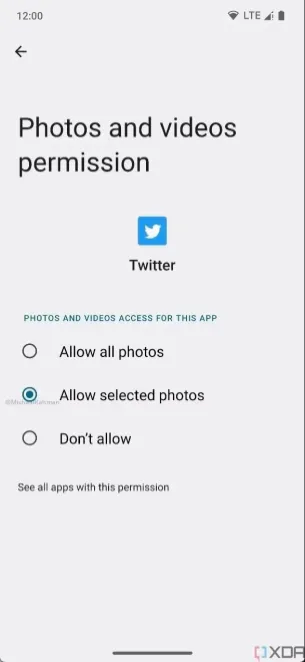 12:00
LTE
Photos and videos
permission
Twitter
PHOTOS AND VIDEOS ACCESS FOR THIS APP
Allow all photos
Allow selected photos
Don't allow
See all apps with this permission
XDA